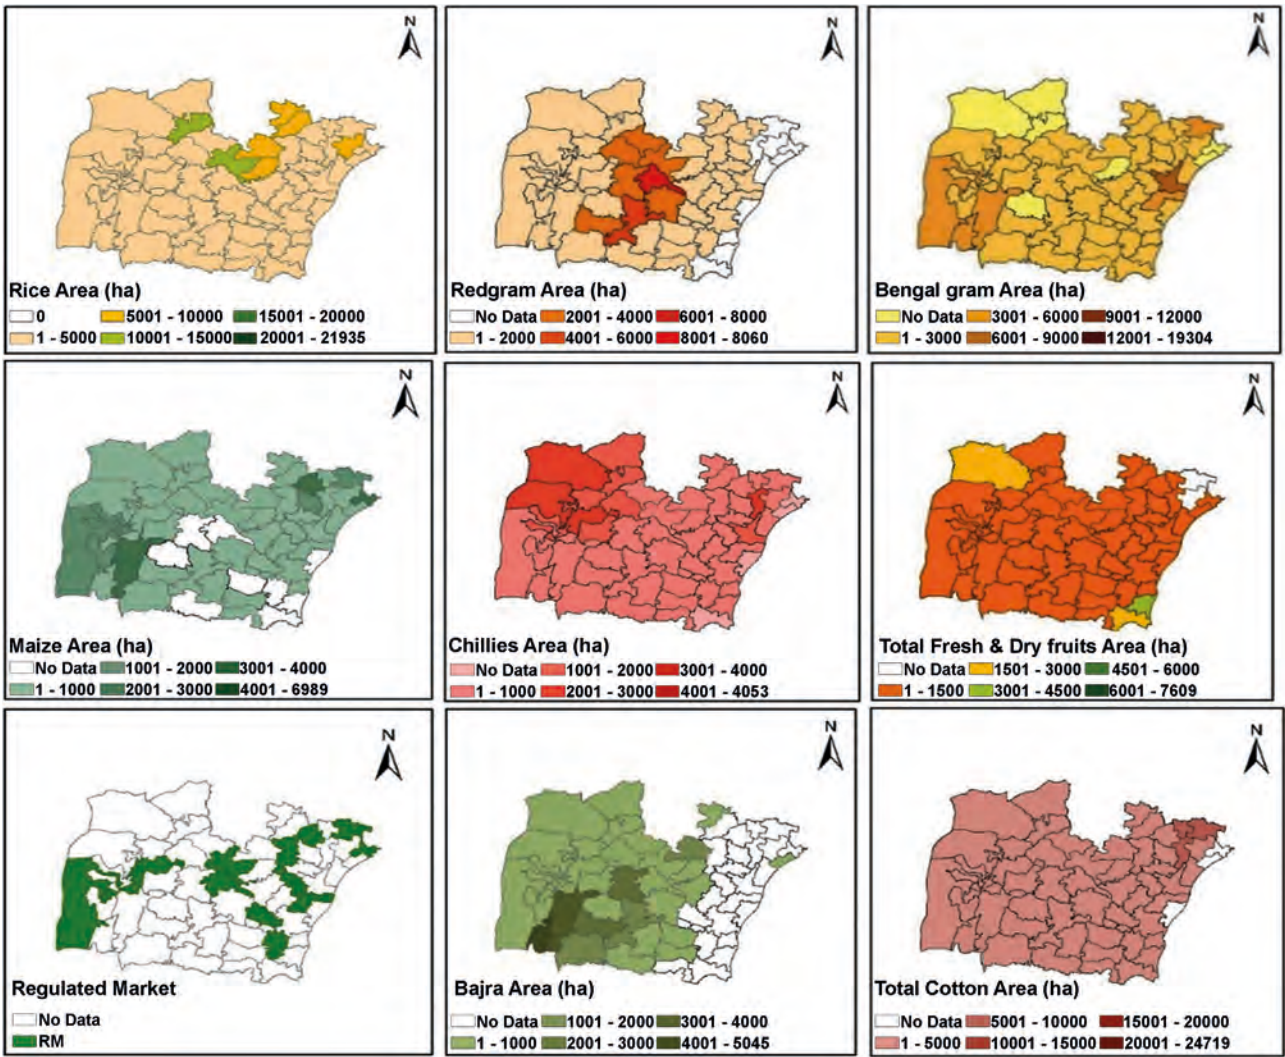 N
Rice Area (ha)
0 5001 - 10000 15001 - 20000
1 - 5000 10001 - 15000 20001 - 21935
N
Redgram Area (ha)
No Data 2001 - 4000 6001 - 8000
1 - 2000 4001 - 6000 8001 - 8060
N
Bengal gram Area (ha)
No Data 3001 - 6000 9001 - 12000
1 - 3000 6001 - 9000 12001 - 19304
N
Maize Area (ha)
No Data 1001 - 2000 3001 - 4000
1 - 1000 2001 - 3000 4001 - 6989
N
Chillies Area (ha)
No Data 1001 - 2000 3001 - 4000
1 - 1000 2001 - 3000 4001 - 4053
N
Total Fresh & Dry fruits Area (ha)
No Data 1501 - 3000 4501 - 6000
1 - 1500 3001 - 4500 6001 - 7609
N
Regulated Market
No Data
RM
N
Bajra Area (ha)
No Data 1001 - 2000 3001 - 4000
1 - 1000 2001 - 3000 4001 - 5045
N
Total Cotton Area (ha)
No Data 5001 - 10000 15001 - 20000
1 - 5000 10001 - 15000 20001 - 24719